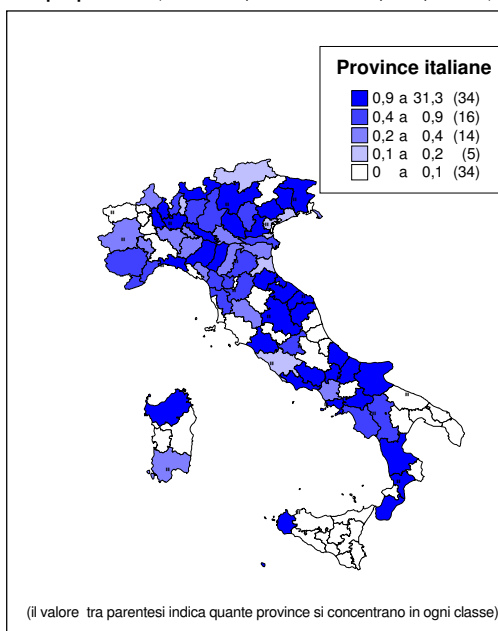 Province italiane
0,9 a 31,3 (34)
0,4 a 0,9 (16)
0,2 a 0,4 (14)
0,1 a 0,2 (5)
0 a 0,1 (34)
(il valore tra parentesi indica quante province si concentrano in ogni classe)